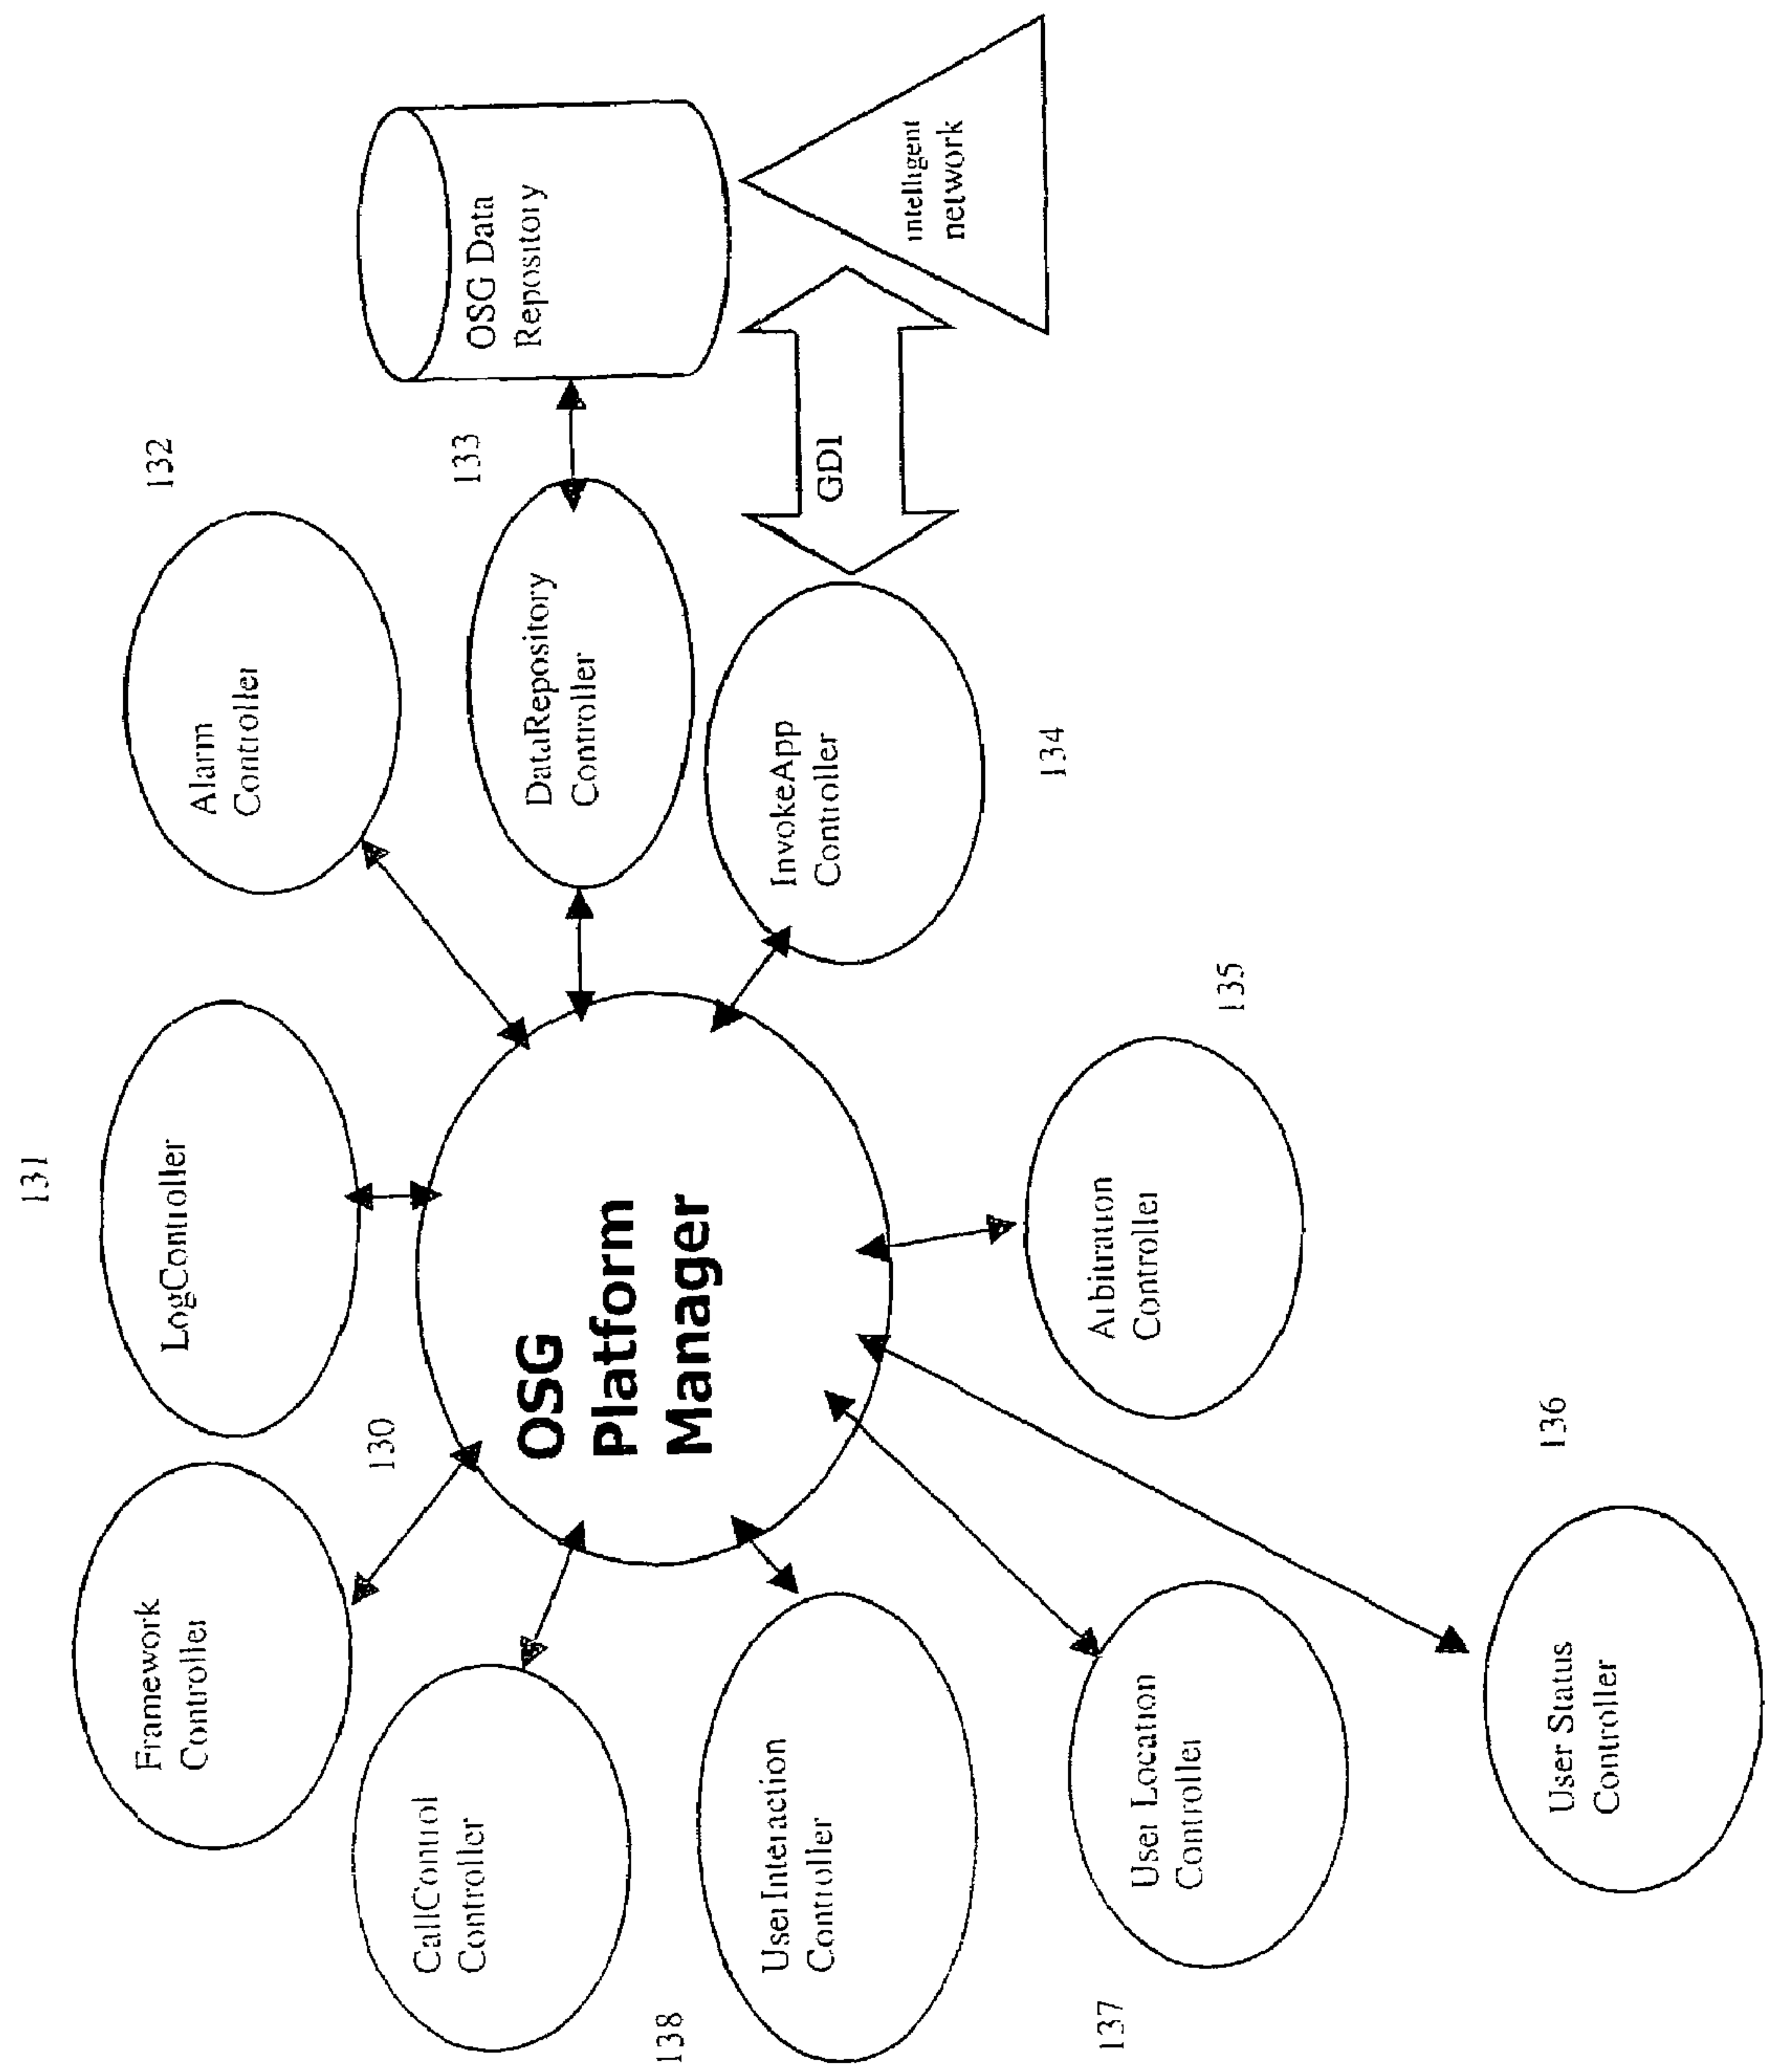 131
Framework
Controller
LogController
Alarm
Controller
132
130
CallControl
Controller
133
OSG Data
Repository
OSG
Platform
Manager
DataRepository
Controller
138
UserInteraction
Controller
InvokeApp
Controller
GDI
intelligent
network
134
137
User Location
Controller
Arbitration
Controller
135
136
User Status
Controller